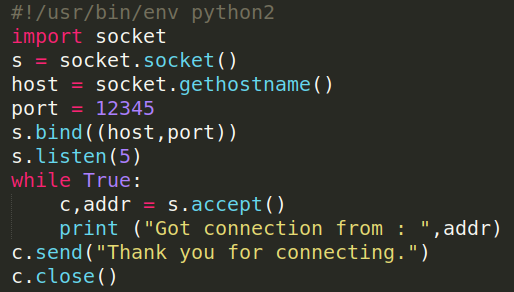 #!/usr/bin/env python2
import socket
s = socket.socket()
host = socket.gethostname()
port = 12345
s.bind((host,port))
s.listen(5)
while True:
    c,addr = s.accept()
    print ("Got connection from : ",addr)
c.send("Thank you for connecting.")
c.close()